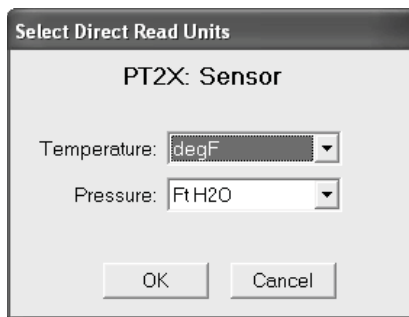 Select Direct Read Units
PT2X: Sensor
Temperature: degF
Pressure: Ft H2O
OK Cancel